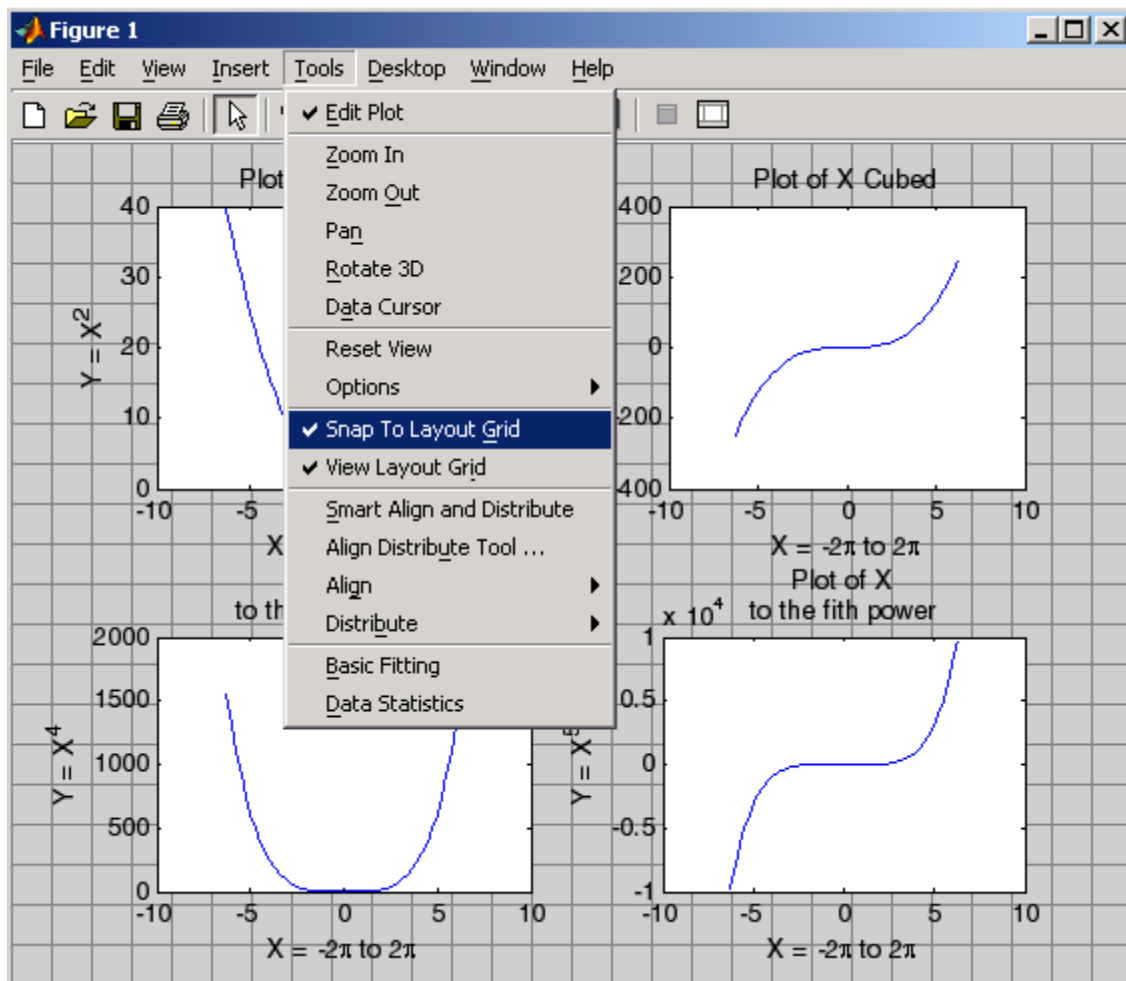 Figure 1
File Edit View Insert Tools Desktop Window Help
Edit Plot
Zoom In
Zoom Out
Pan
Rotate 3D
Data Cursor
Reset View
Options
Snap To Layout Grid
View Layout Grid
Smart Align and Distribute
Align Distribute Tool ...
Align
Distribute
Basic Fitting
Data Statistics
Plot
40
30
20
10
0
-10 -5
Y = X²
X
Plot of X Cubed
400
200
0
-200
400
-10 -5 0 5 10
X = -2π to 2π
to th
2000
1500
1000
500
0
-10 -5 0 5 10
Y = X⁴
X = -2π to 2π
Plot of X
to the fith power
x 10⁴
1
0.5
0
-0.5
-1
-10 -5 0 5 10
Y = X⁵
X = -2π to 2π